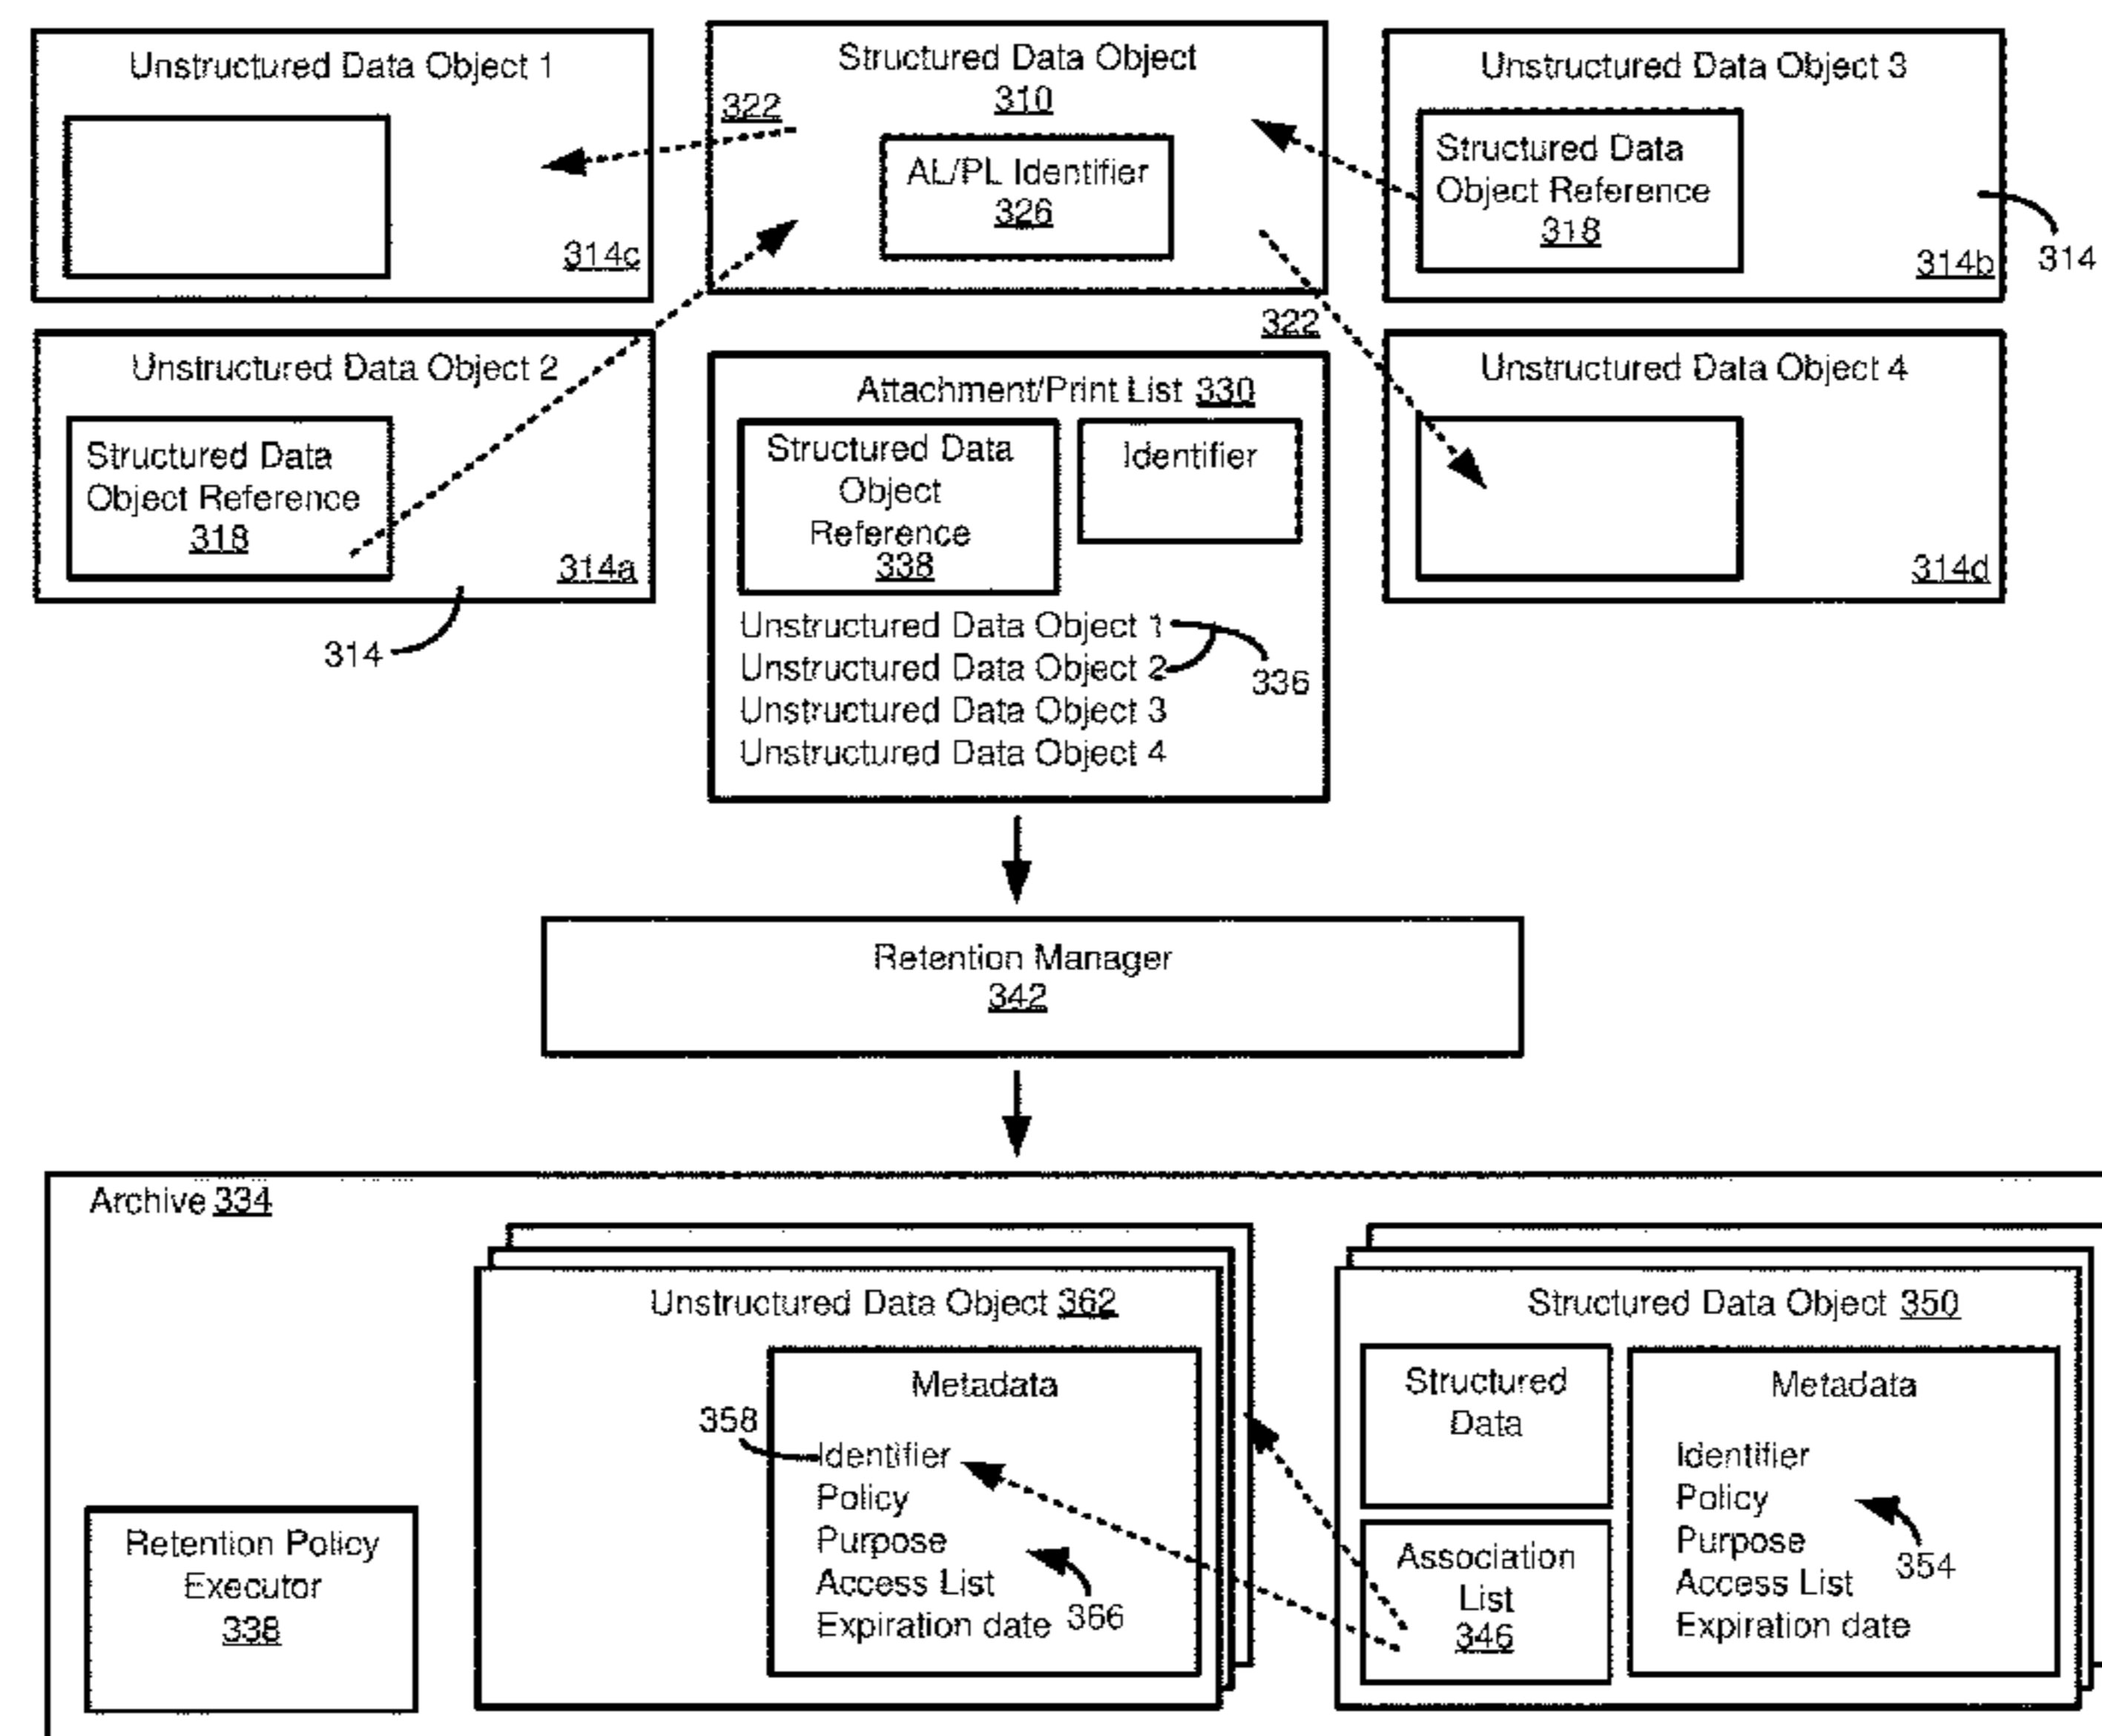 Unstructured Data Object 1
314c
322
Structured Data Object
310
AL/PL Identifier
326
Unstructured Data Object 3
Structured Data
Object Reference
318
314b
314
Unstructured Data Object 2
Structured Data
Object Reference
318
314a
314
322
Attachment/Print List 330
Structured Data
Object
Reference
338
Identifier
Unstructured Data Object 1
Unstructured Data Object 2
Unstructured Data Object 3
Unstructured Data Object 4
336
Unstructured Data Object 4
314d
Retention Manager
342
Archive 334
Retention Policy
Executor
338
Unstructured Data Object 362
Metadata
358
Identifier
Policy
Purpose
Access List
Expiration date
366
Structured Data Object 350
Structured
Data
Association
List
346
Metadata
Identifier
Policy
Purpose
Access List
Expiration date
354